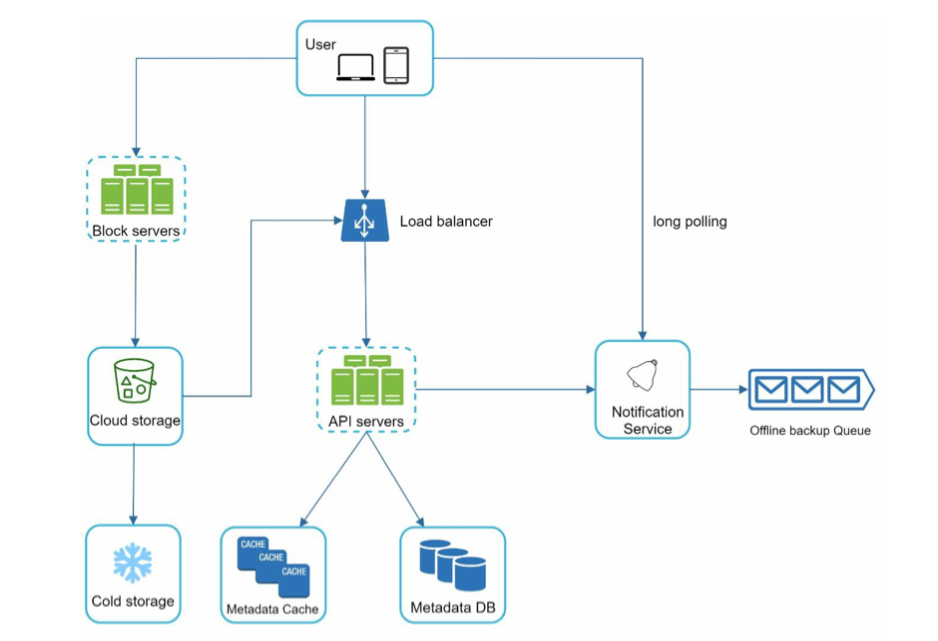 User
Block servers
Load balancer
long polling
Cloud storage
API servers
Notification
Service
Offline backup Queue
Cold storage
CACHE
CACHE
CACHE
Metadata Cache
Metadata DB